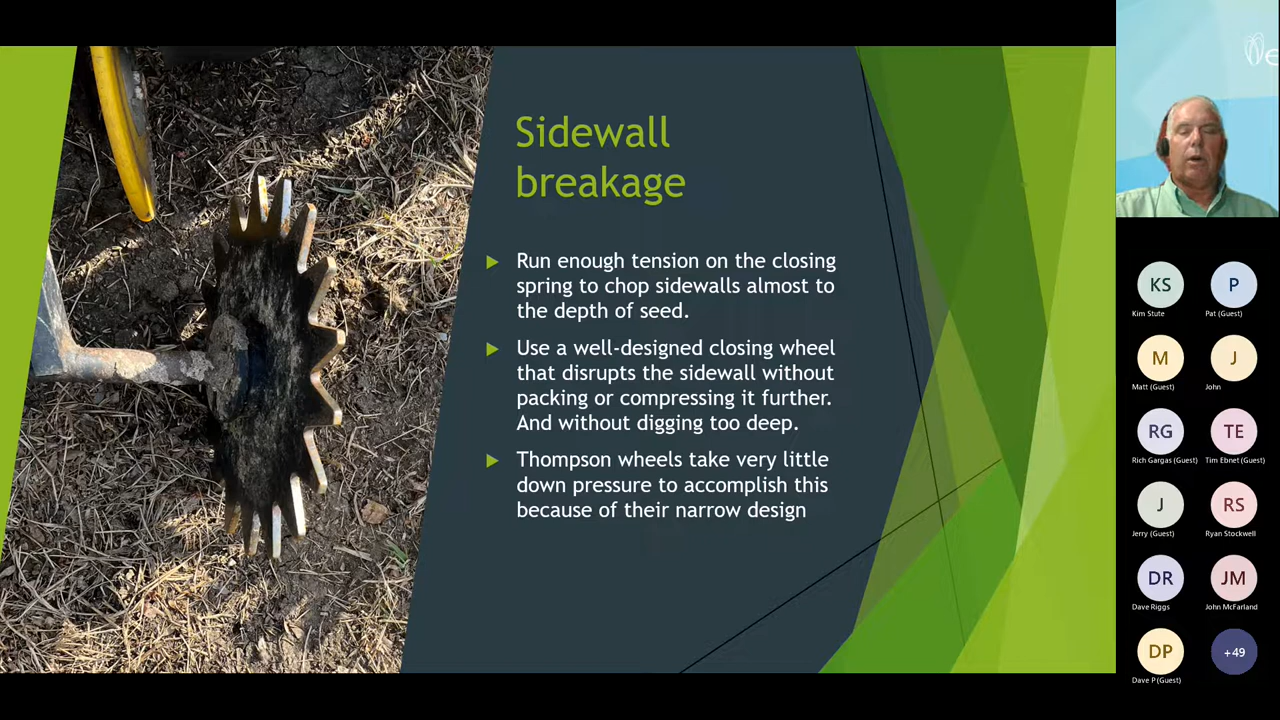 Sidewall
breakage
Run enough tension on the closing
spring to chop sidewalls almost to
the depth of seed.
Use a well-designed closing wheel
that disrupts the sidewall without
packing or compressing it further.
And without digging too deep.
Thompson wheels take very little
down pressure to accomplish this
because of their narrow design
KS
Kim Stute
P
Pat (Guest)
M
Matt (Guest)
J
John
RG
Rich Gargas (Guest)
TE
Tim Ebnet (Guest)
J
Jerry (Guest)
RS
Ryan Stockwell
DR
Dave Riggs
JM
John McFarland
DP
Dave P (Guest)
+49